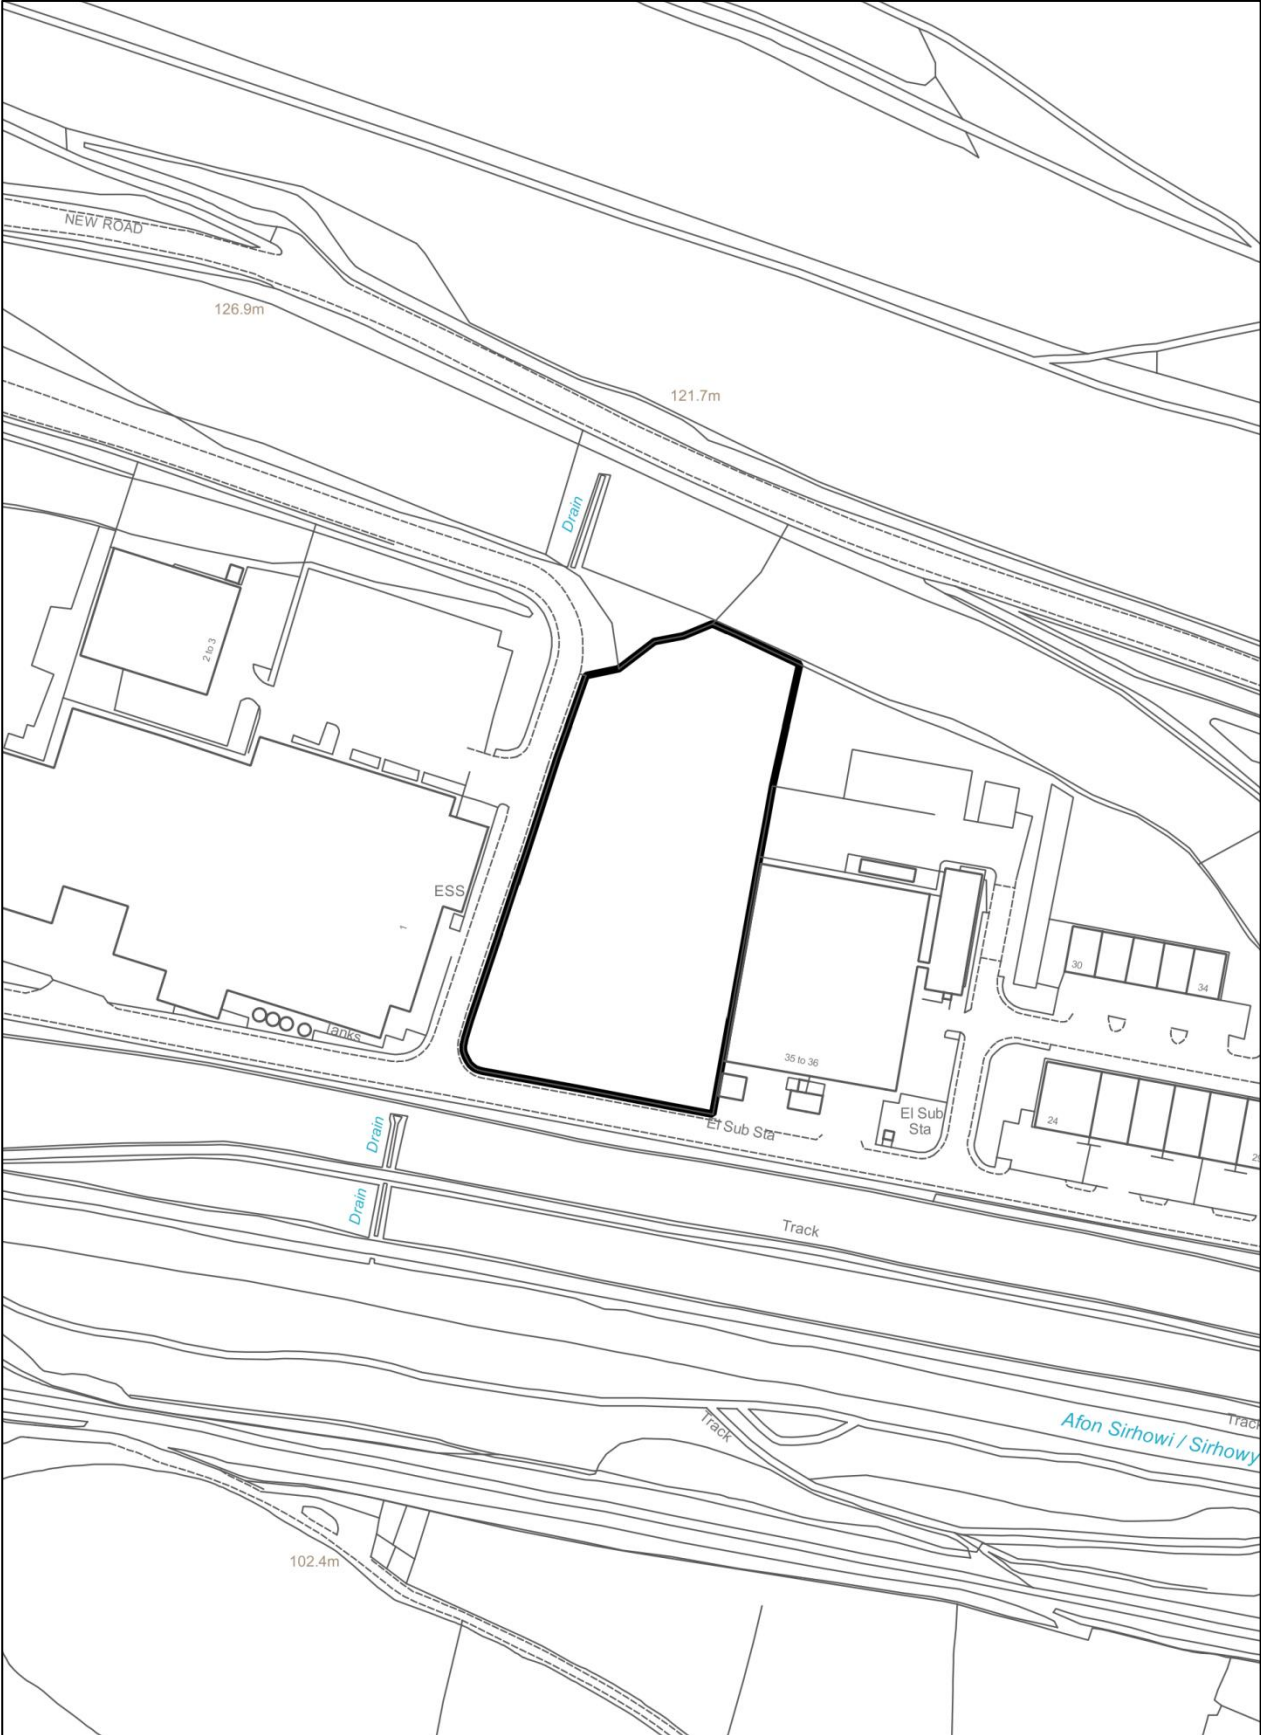 NEW ROAD
126.9m
121.7m
Drain
2 to 3
ESS
1
30
34
Tanks
35 to 36
El Sub
Sta
24
El Sub Sta
Drain
Drain
Track
Afon Sirhowi / Sirhowy
Track
102.4m